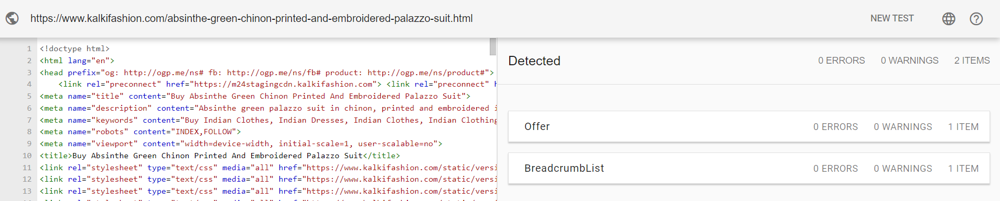 https://www.kalkifashion.com/absinthe-green-chinon-printed-and-embroidered-palazzo-suit.html
NEW TEST
1 <!doctype html>
2 <html lang="en">
3 <head prefix="og: http://ogp.me/ns# fb: http://ogp.me/ns/fb# product: http://ogp.me/ns/product#">
4 <link rel="preconnect" href="https://m24stagingcdn.kalkifashion.com"> <link rel="preconnect"
5 <meta name="title" content="Buy Absinthe Green Chinon Printed And Embroidered Palazzo Suit">
6 <meta name="description" content="Absinthe green palazzo suit in chinon, printed and embroidered
7 <meta name="keywords" content="Buy Indian Clothes, Indian Dresses, Indian Clothes, Indian Clothing
8 <meta name="robots" content="INDEX,FOLLOW">
9 <meta name="viewport" content="width=device-width, initial-scale=1, user-scalable=no">
10 <title>Buy Absinthe Green Chinon Printed And Embroidered Palazzo Suit</title>
11 <link rel="stylesheet" type="text/css" media="all" href="https://www.kalkifashion.com/static/versi
12 <link rel="stylesheet" type="text/css" media="all" href="https://www.kalkifashion.com/static/versi
13 <link rel="stylesheet" type="text/css" media="all" href="https://www.kalkifashion.com/static/versi
Detected
0 ERRORS 0 WARNINGS 2 ITEMS
Offer
0 ERRORS 0 WARNINGS 1 ITEM
BreadcrumbList
0 ERRORS 0 WARNINGS 1 ITEM